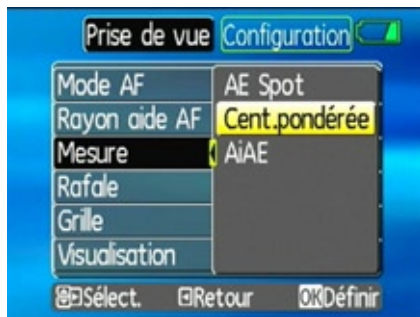 Prise de vue Configuration
Mode AF AE Spot
Rayon aide AF Cent.pondérée
Mesure AiAE
Rafale
Grille
Visualisation
Sélect. Retour OK Définir